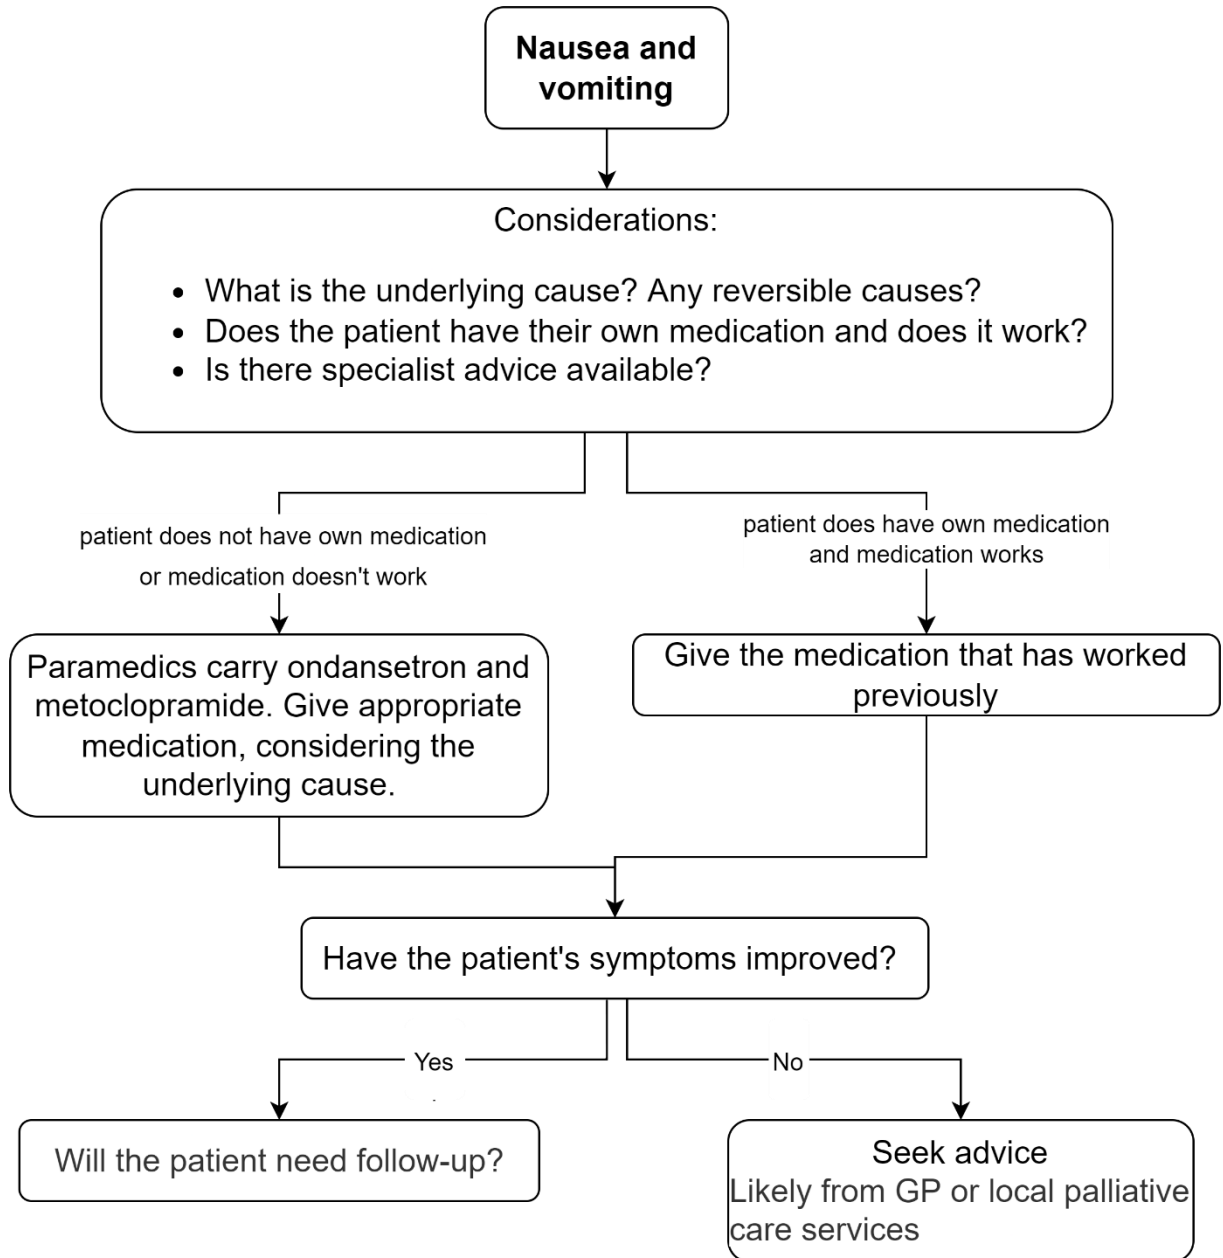 Nausea and
vomiting
Considerations:
• What is the underlying cause? Any reversible causes?
• Does the patient have their own medication and does it work?
• Is there specialist advice available?
patient does not have own medication
or medication doesn't work
patient does have own medication
and medication works
Paramedics carry ondansetron and
metoclopramide. Give appropriate
medication, considering the
underlying cause.
Give the medication that has worked
previously
Have the patient's symptoms improved?
Yes
No
Will the patient need follow-up?
Seek advice
Likely from GP or local palliative
care services